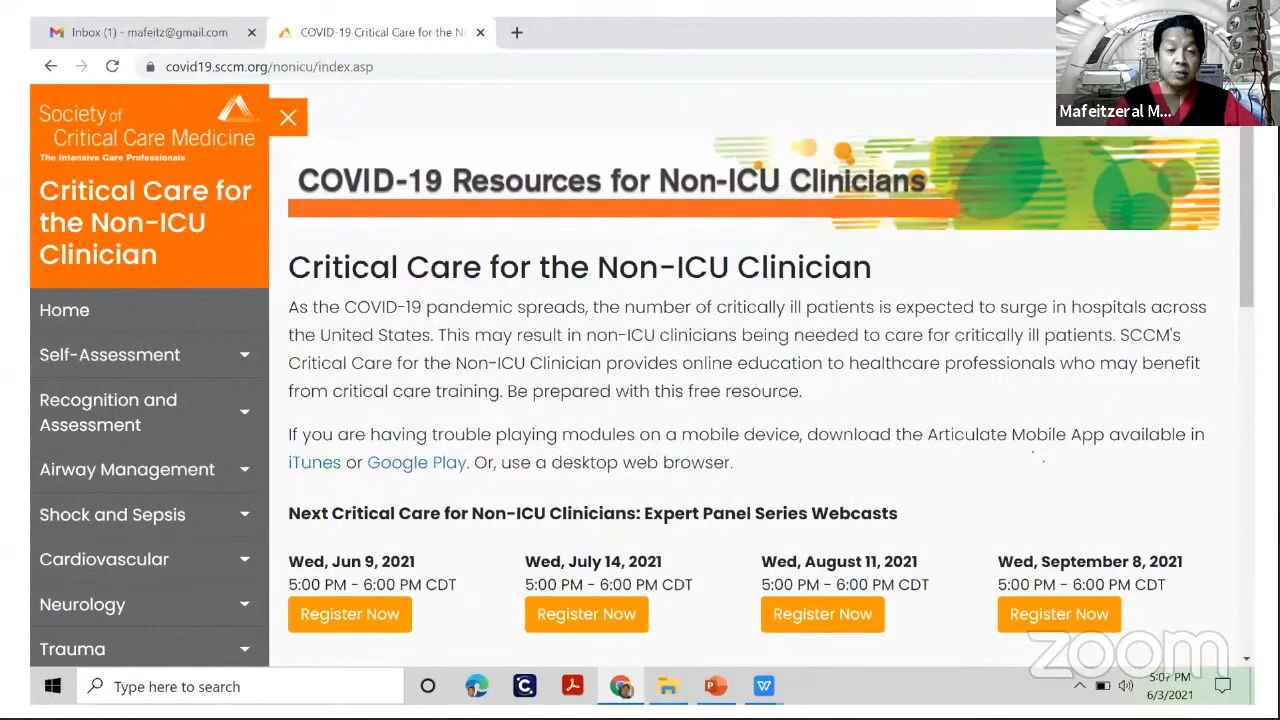 Inbox (1) - mafeitz@gmail.com
COVID-19 Critical Care for the N
covid19.sccm.org/nonicu/index.asp
Mafeitzeral M...
Society of
Critical Care Medicine
The Intensive Care Professionals
Critical Care for
the Non-ICU
Clinician
Home
Self-Assessment
Recognition and
Assessment
Airway Management
Shock and Sepsis
Cardiovascular
Neurology
Trauma
COVID-19 Resources for Non-ICU Clinicians
Critical Care for the Non-ICU Clinician
As the COVID-19 pandemic spreads, the number of critically ill patients is expected to surge in hospitals across
the United States. This may result in non-ICU clinicians being needed to care for critically ill patients. SCCM's
Critical Care for the Non-ICU Clinician provides online education to healthcare professionals who may benefit
from critical care training. Be prepared with this free resource.
If you are having trouble playing modules on a mobile device, download the Articulate Mobile App available in
iTunes or Google Play. Or, use a desktop web browser.
Next Critical Care for Non-ICU Clinicians: Expert Panel Series Webcasts
Wed, Jun 9, 2021
5:00 PM - 6:00 PM CDT
Register Now
Wed, July 14, 2021
5:00 PM - 6:00 PM CDT
Register Now
Wed, August 11, 2021
5:00 PM - 6:00 PM CDT
Register Now
Wed, September 8, 2021
5:00 PM - 6:00 PM CDT
Register Now
zoom
Type here to search
5:07 PM
6/3/2021